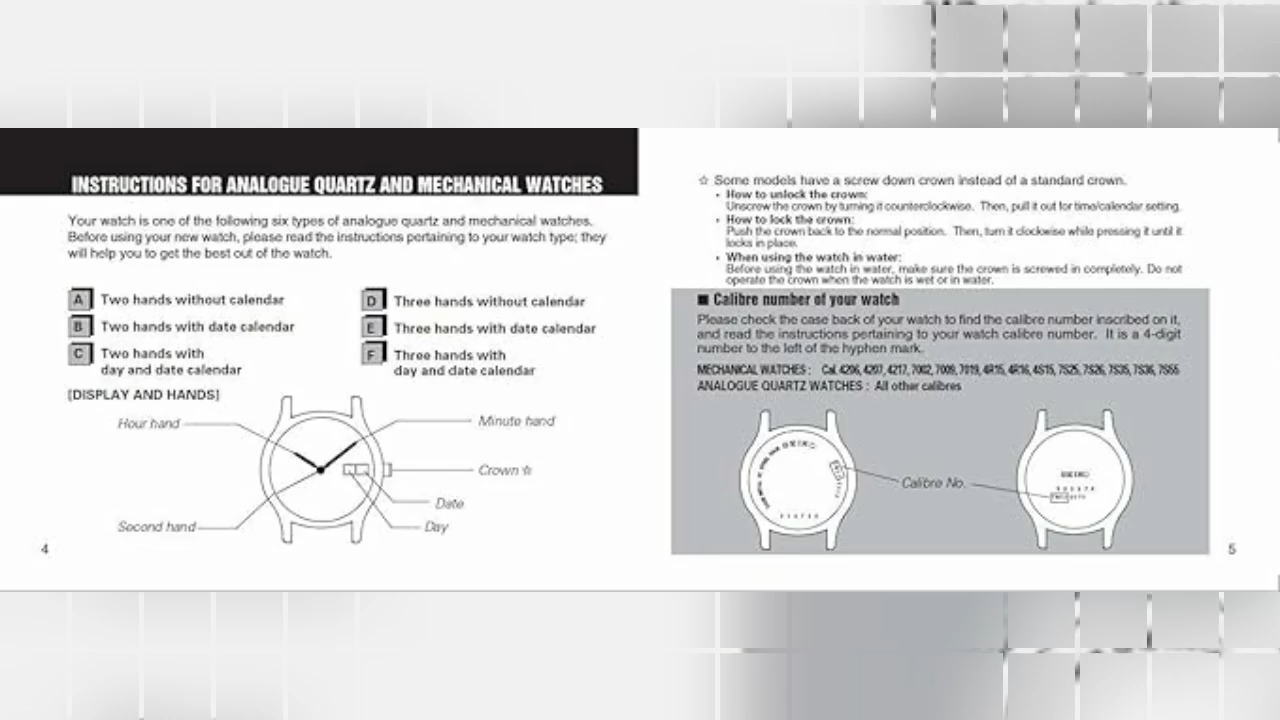 INSTRUCTIONS FOR ANALOGUE QUARTZ AND MECHANICAL WATCHES
Your watch is one of the following six types of analogue quartz and mechanical watches.
Before using your new watch, please read the instructions pertaining to your watch type; they
will help you to get the best out of the watch.
A Two hands without calendar
B Two hands with date calendar
C Two hands with
day and date calendar
D Three hands without calendar
E Three hands with date calendar
F Three hands with
day and date calendar
[DISPLAY AND HANDS]
Hour hand
Minute hand
Crown ☆
Date
Second hand
Day
4
☆ Some models have a screw down crown instead of a standard crown.
• How to unlock the crown:
Unscrew the crown by turning it counterclockwise. Then, pull it out for time/calendar setting.
• How to lock the crown:
Push the crown back to the normal position. Then, turn it clockwise while pressing it until it
locks in place.
• When using the watch in water:
Before using the watch in water, make sure the crown is screwed in completely. Do not
operate the crown when the watch is wet or in water.
■ Calibre number of your watch
Please check the case back of your watch to find the calibre number inscribed on it,
and read the instructions pertaining to your watch calibre number. It is a 4-digit
number to the left of the hyphen mark.
MECHANICAL WATCHES : Cal. 4206, 4207, 4217, 7002, 7009, 7019, 4R15, 4R16, 4S15, 7S25, 7S26, 7S35, 7S36, 7S55
ANALOGUE QUARTZ WATCHES : All other calibres
SEIKO
Calibre No.
SEIKO
5